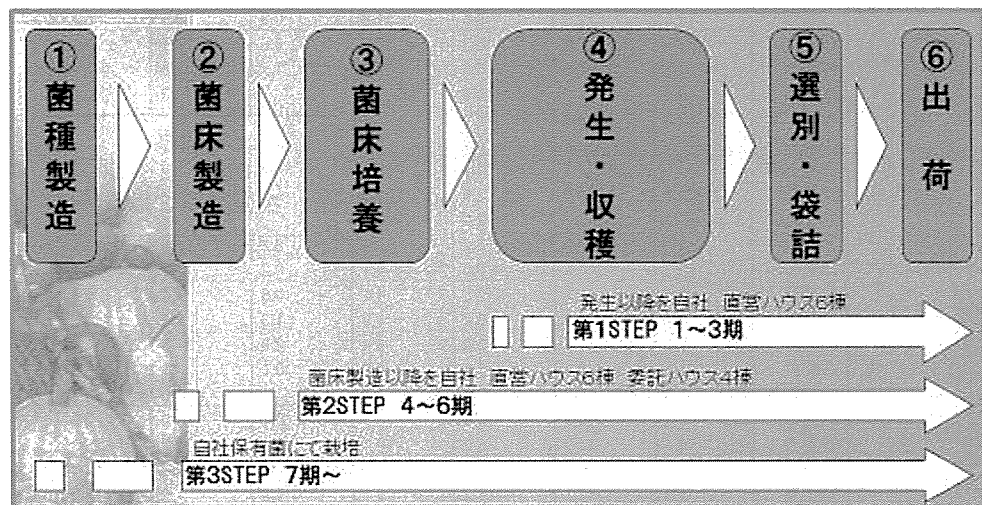 ①菌種製造
②菌床製造
③菌床培養
④発生・収穫
⑤選別・袋詰
⑥出荷
発生以降を自社 直営ハウス6棟
第1STEP 1～3期
菌床製造以降を自社 直営ハウス6棟 委託ハウス4棟
第2STEP 4～6期
自社保有菌にて栽培
第3STEP 7期～